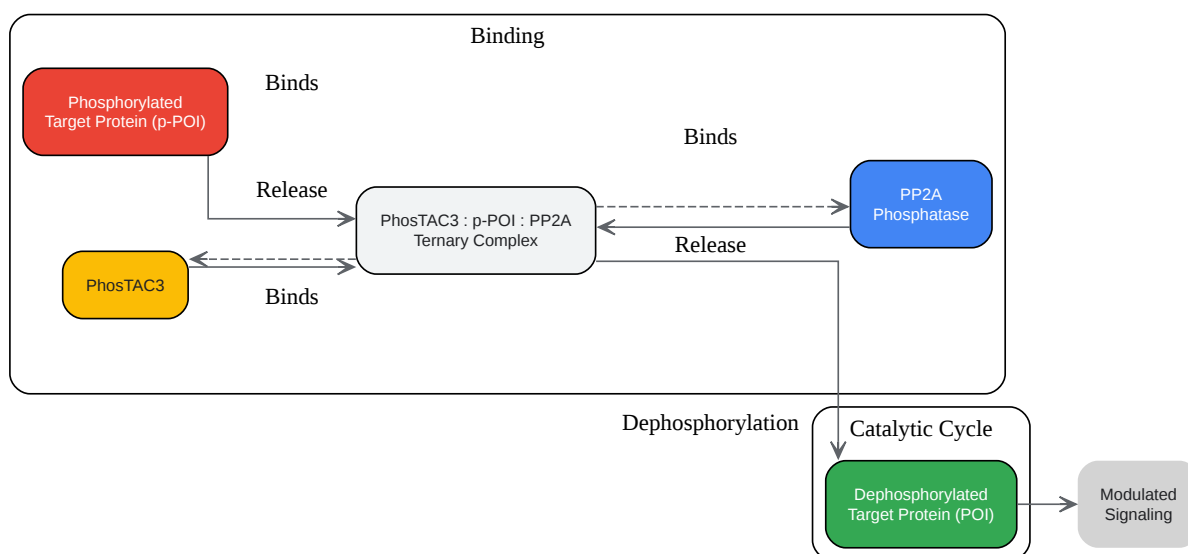 Binding
Binds
Phosphorylated
Target Protein (p-POI)
Binds
Release
PP2A
Phosphatase
PhosTAC3 : p-POI : PP2A
Ternary Complex
Release
PhosTAC3
Binds
Dephosphorylation
Catalytic Cycle
Dephosphorylated
Target Protein (POI)
Modulated
Signaling